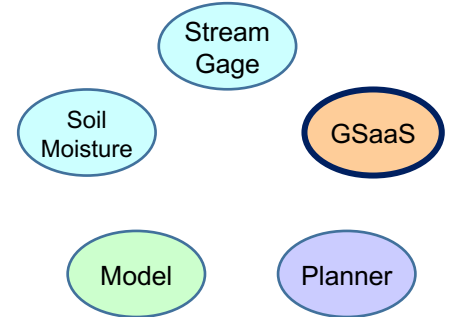 Stream
Gage
Soil
Moisture
GSaaS
Model
Planner